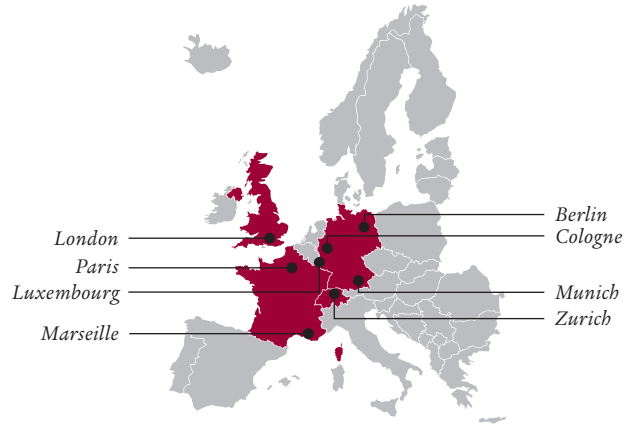 London
Paris
Luxembourg
Marseille
Berlin
Cologne
Munich
Zurich